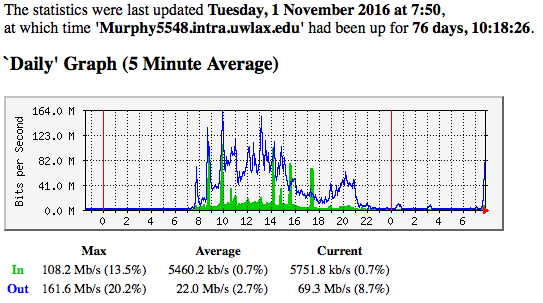 The statistics were last updated Tuesday, 1 November 2016 at 7:50,
at which time 'Murphy5548.intra.uwlax.edu' had been up for 76 days, 10:18:26.
`Daily' Graph (5 Minute Average)
Bits per Second
164.0 M
123.0 M
82.0 M
41.0 M
0.0 M
0 2 4 6 8 10 12 14 16 18 20 22 0 2 4 6
Max Average Current
In 108.2 Mb/s (13.5%) 5460.2 kb/s (0.7%) 5751.8 kb/s (0.7%)
Out 161.6 Mb/s (20.2%) 22.0 Mb/s (2.7%) 69.3 Mb/s (8.7%)